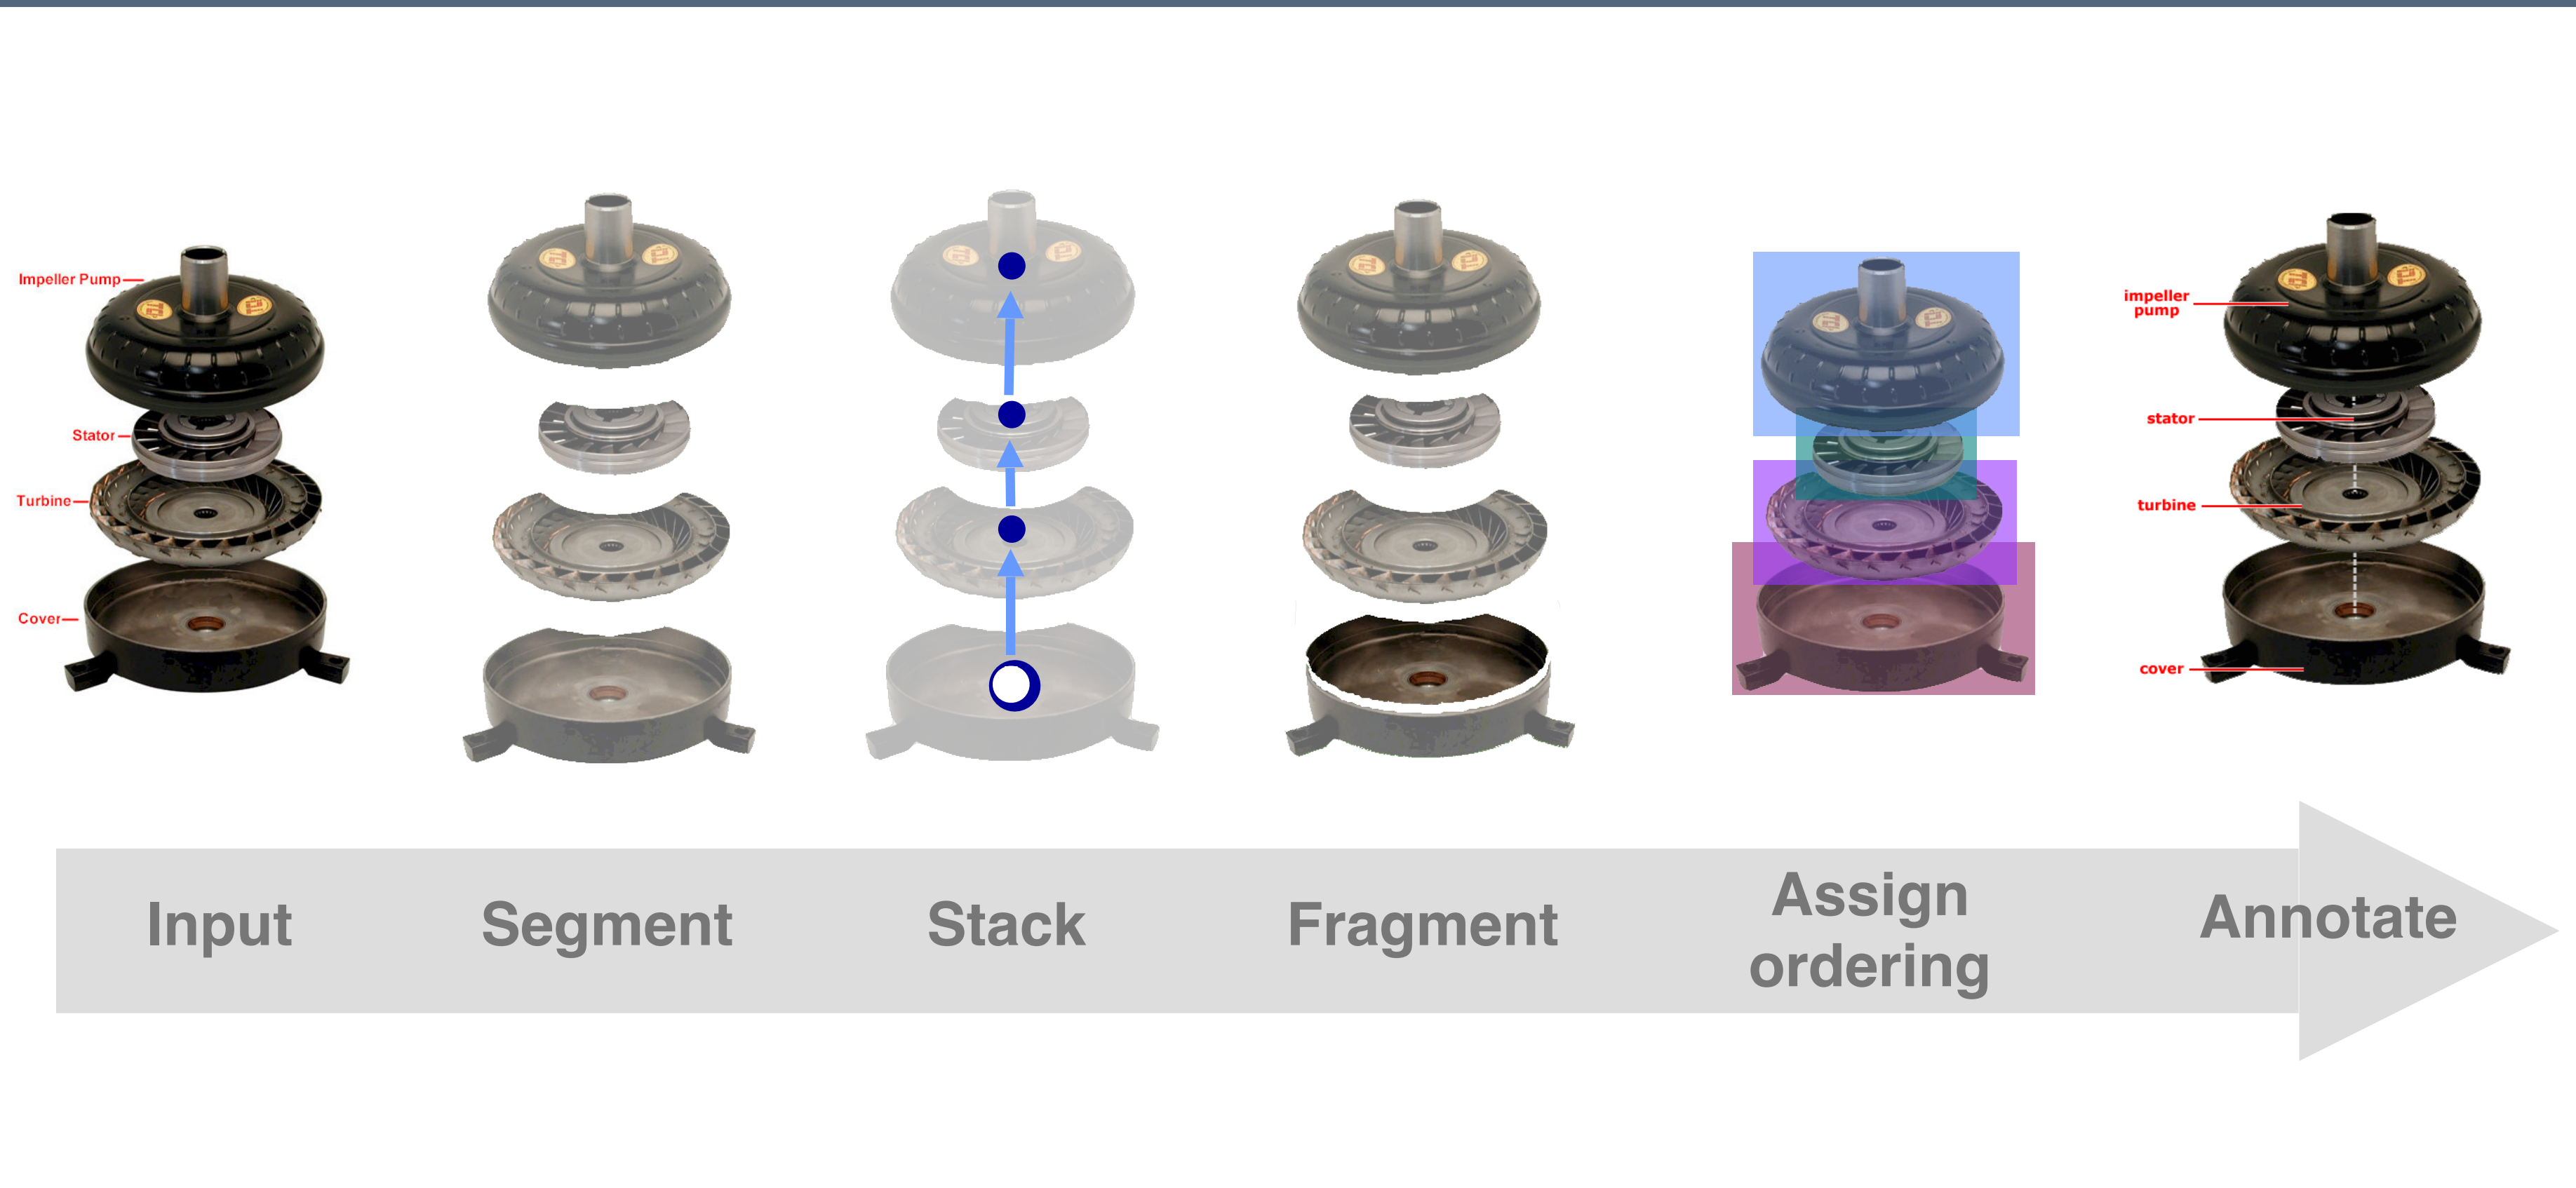 Impeller Pump
Stator
Turbine
Cover
impeller
pump
stator
turbine
cover
Input
Segment
Stack
Fragment
Assign
ordering
Annotate